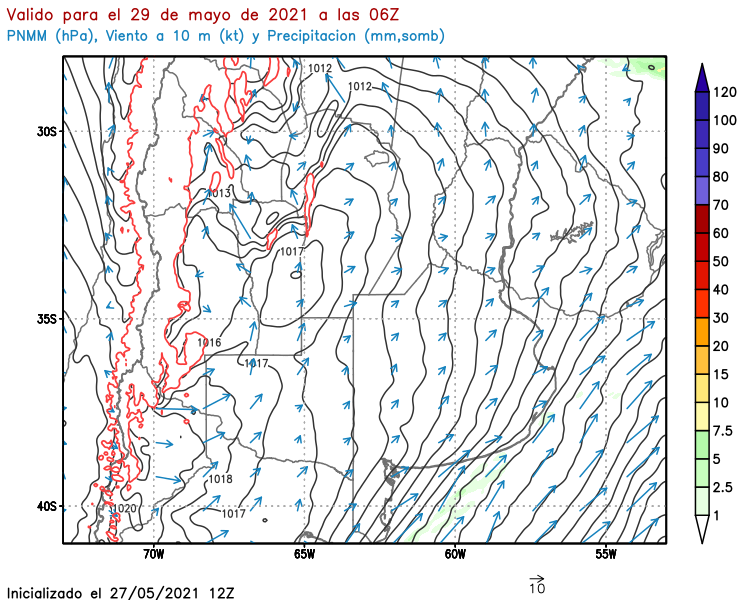 Valido para el 29 de mayo de 2021 a las 06Z
PNMM (hPa), Viento a 10 m (kt) y Precipitacion (mm,somb)
1012
1012
120
100
30S
90
80
1013
70
60
1017
50
40
35S
30
1016
20
1017
15
10
7.5
5
1018
2.5
40S
1020
1017
1
70W
65W
60W
55W
10
Inicializado el 27/05/2021 12Z